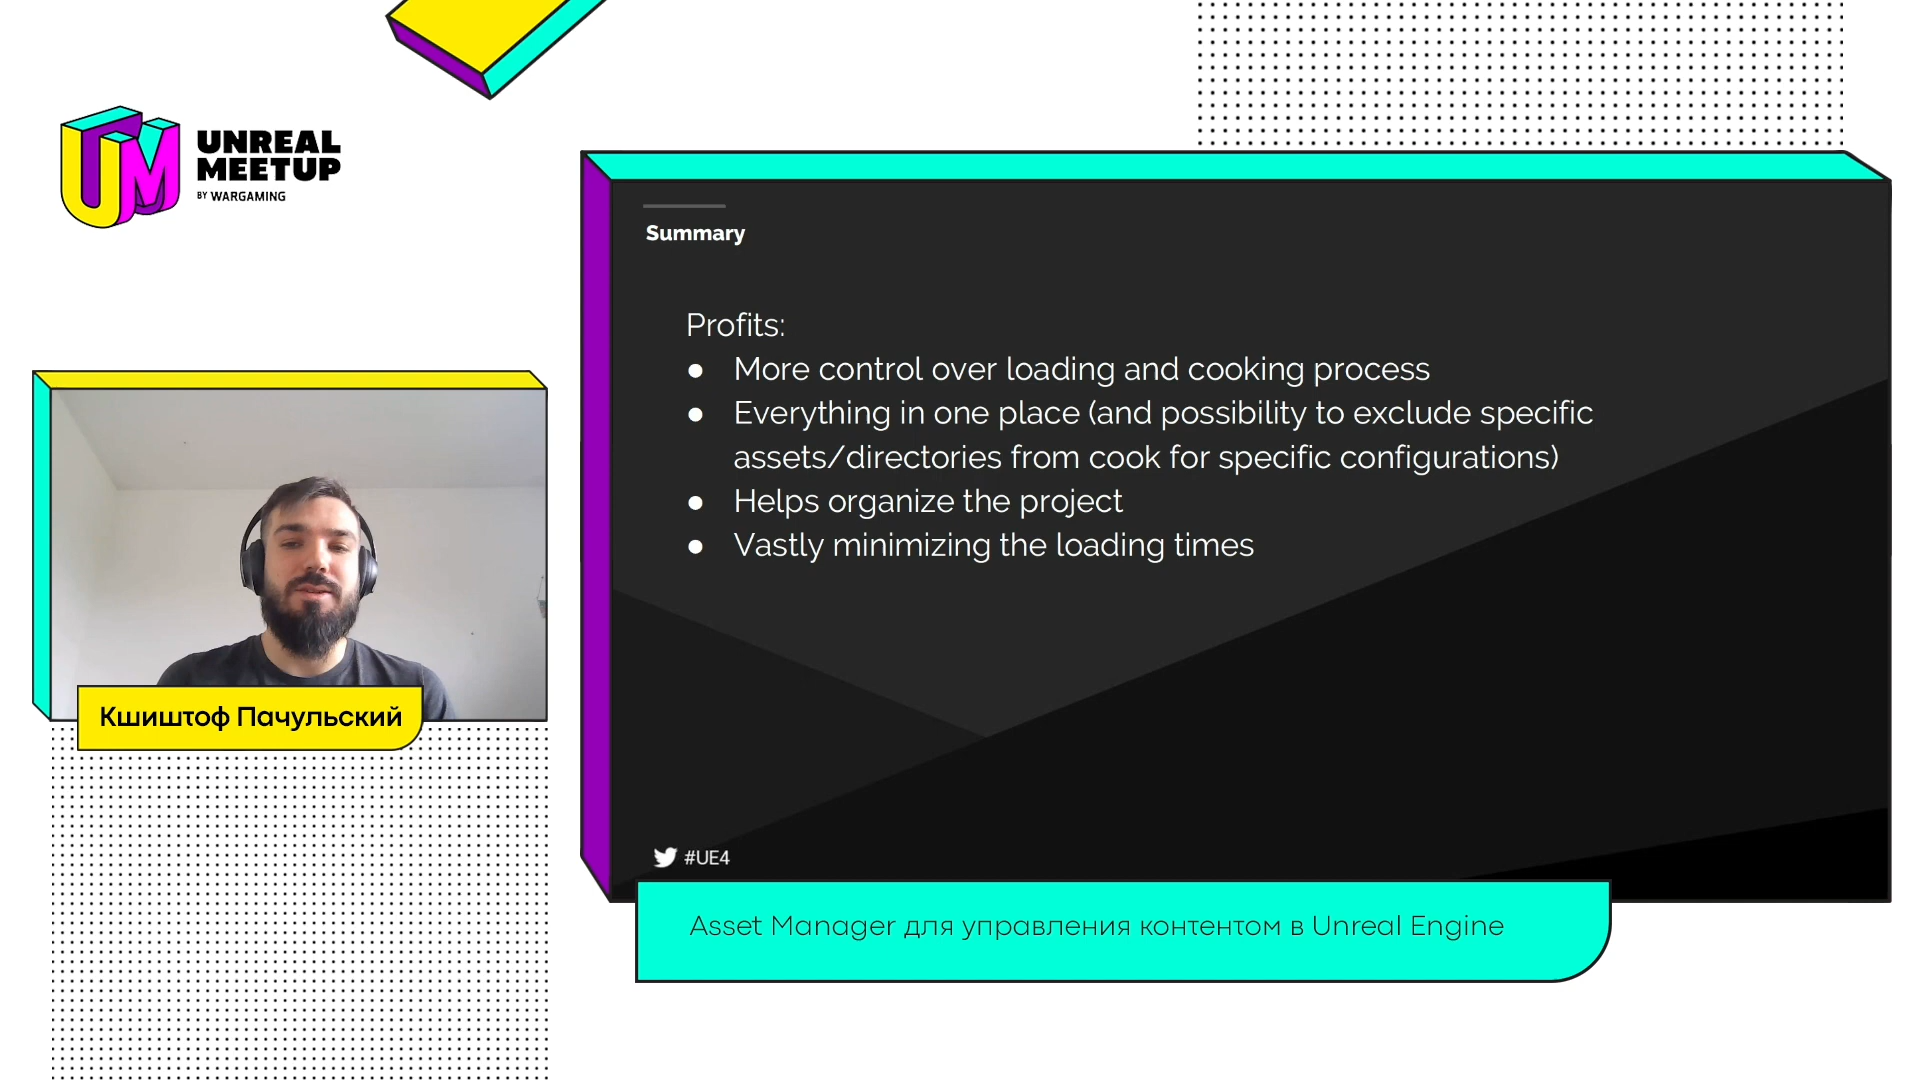 UNREAL
MEETUP
BY WARGAMING
Summary
Profits:
● More control over loading and cooking process
● Everything in one place (and possibility to exclude specific
assets/directories from cook for specific configurations)
● Helps organize the project
● Vastly minimizing the loading times
Кшиштоф Пачульский
#UE4
Asset Manager для управления контентом в Unreal Engine